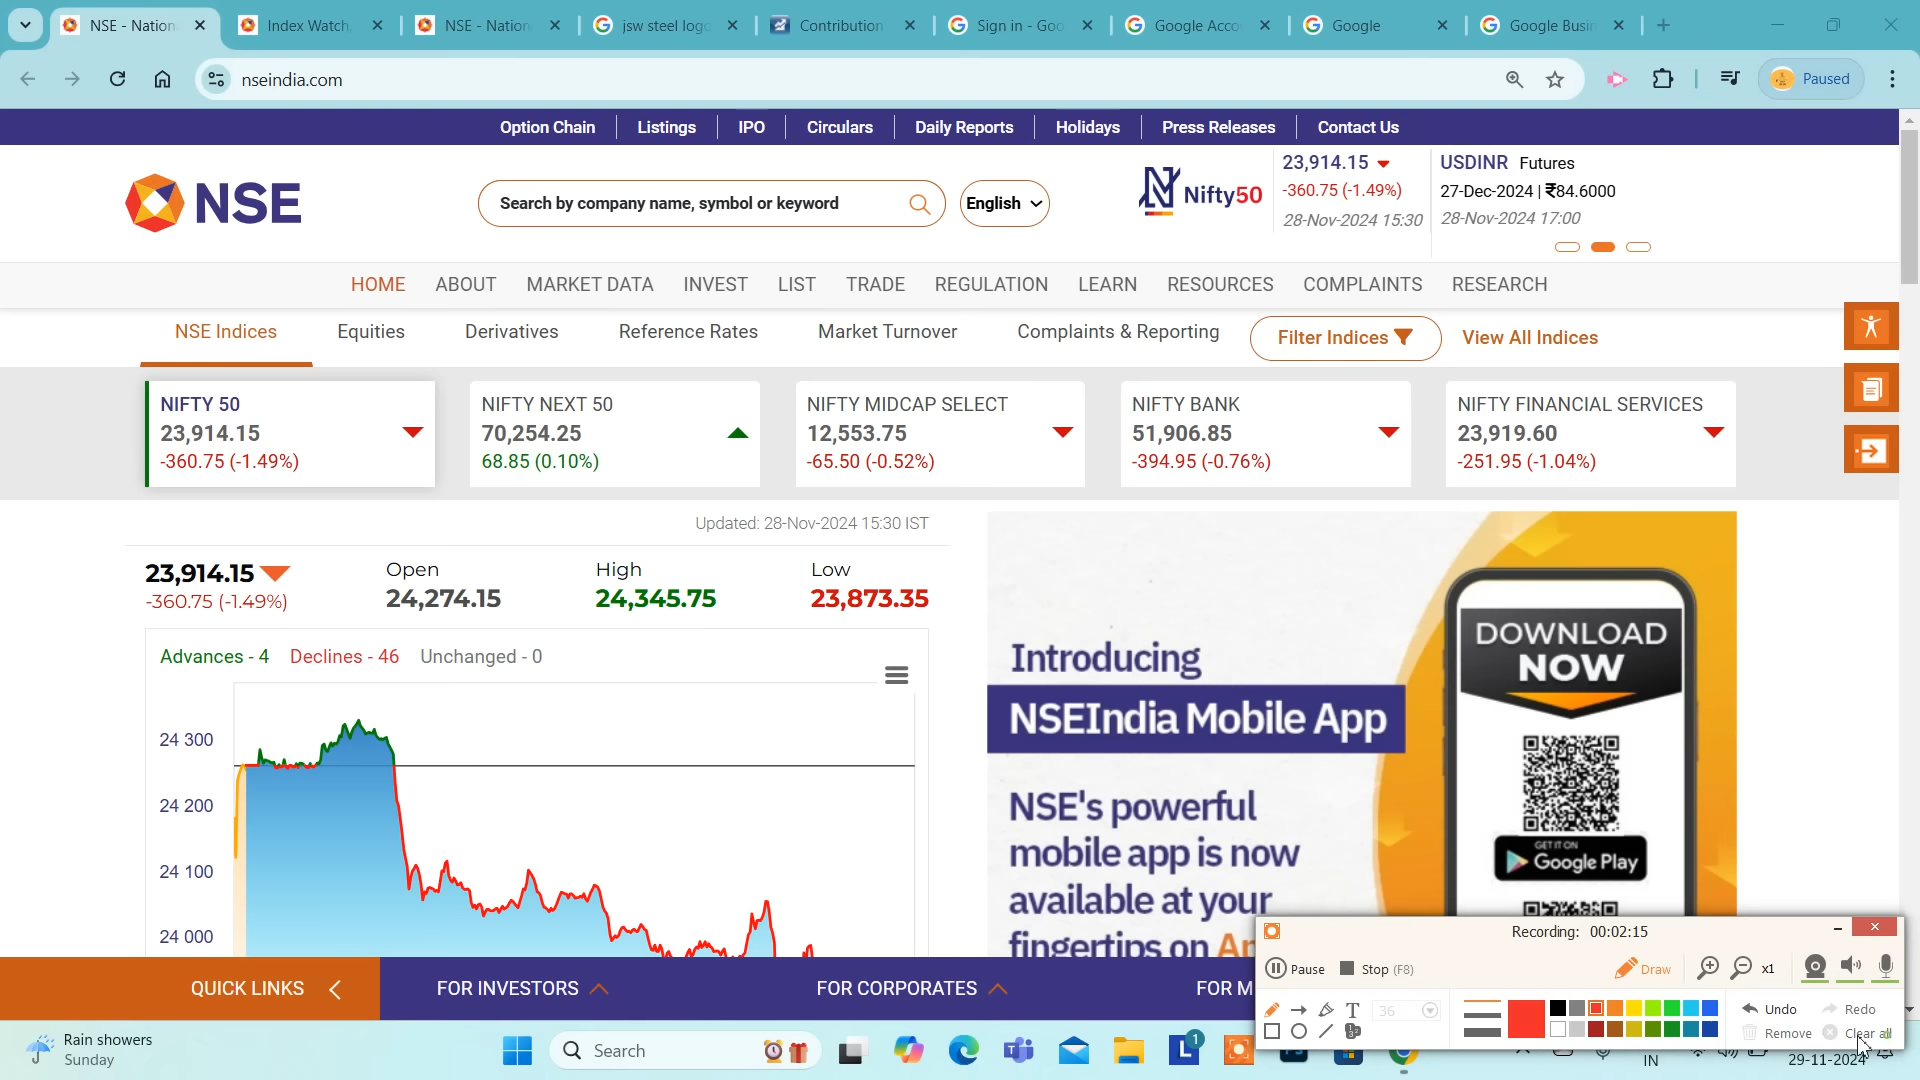 NSE - Nation
Index Watch
NSE - Nation
jsw steel logo
Contribution
Sign in - Goo
Google Acco
Google
Google Busi
nseindia.com
Paused
Option Chain
Listings
IPO
Circulars
Daily Reports
Holidays
Press Releases
Contact Us
NSE
Search by company name, symbol or keyword
English
Nifty50
23,914.15
-360.75 (-1.49%)
28-Nov-2024 15:30
USDINR Futures
27-Dec-2024 | ₹84.6000
28-Nov-2024 17:00
HOME ABOUT MARKET DATA INVEST LIST TRADE REGULATION LEARN RESOURCES COMPLAINTS RESEARCH
NSE Indices
Equities
Derivatives
Reference Rates
Market Turnover
Complaints & Reporting
Filter Indices
View All Indices
NIFTY 50
23,914.15
-360.75 (-1.49%)
NIFTY NEXT 50
70,254.25
68.85 (0.10%)
NIFTY MIDCAP SELECT
12,553.75
-65.50 (-0.52%)
NIFTY BANK
51,906.85
-394.95 (-0.76%)
NIFTY FINANCIAL SERVICES
23,919.60
-251.95 (-1.04%)
Updated: 28-Nov-2024 15:30 IST
23,914.15
-360.75 (-1.49%)
Open
24,274.15
High
24,345.75
Low
23,873.35
Advances - 4 Declines - 46 Unchanged - 0
24 300
24 200
24 100
24 000
Introducing
NSEIndia Mobile App
NSE's powerful
mobile app is now
available at your
fingertips on An
DOWNLOAD
NOW
GET IT ON
Google Play
Recording: 00:02:15
Pause
Stop (F8)
Draw
x1
T
36
Undo
Redo
Remove
Clear all
QUICK LINKS
FOR INVESTORS
FOR CORPORATES
FOR M
Rain showers
Sunday
Search
L
1
IN
29-11-2024